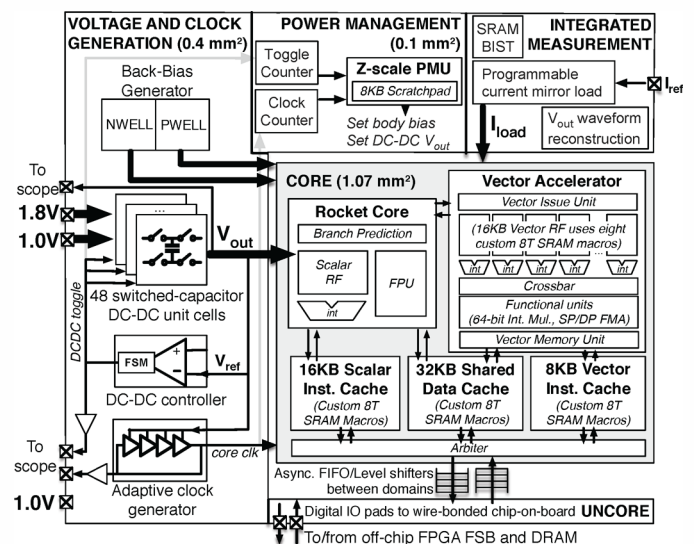 VOLTAGE AND CLOCK
GENERATION (0.4 mm²)
Back-Bias
Generator
NWELL
PWELL
To
scope
1.8V
1.0V
...
Vout
48 switched-capacitor
DC-DC unit cells
DCDC toggle
FSM
+
−
Vref
DC-DC controller
To
scope
core clk
Adaptive clock
generator
1.0V
POWER MANAGEMENT
(0.1 mm²)
Toggle
Counter
Clock
Counter
Z-scale PMU
8KB Scratchpad
Set body bias
Set DC-DC Vout
INTEGRATED
MEASUREMENT
SRAM
BIST
Programmable
current mirror load
Iref
Iload
Vout waveform
reconstruction
CORE (1.07 mm²)
Rocket Core
Branch Prediction
Scalar
RF
FPU
int
Vector Accelerator
Vector Issue Unit
(16KB Vector RF uses eight
custom 8T SRAM macros)
...
int
int
int
int
int
Crossbar
Functional units
(64-bit Int. Mul., SP/DP FMA)
Vector Memory Unit
16KB Scalar
Inst. Cache
(Custom 8T
SRAM Macros)
32KB Shared
Data Cache
(Custom 8T
SRAM Macros)
8KB Vector
Inst. Cache
(Custom 8T
SRAM Macros)
Arbiter
Async. FIFO/Level shifters
between domains
Digital IO pads to wire-bonded chip-on-board UNCORE
To/from off-chip FPGA FSB and DRAM